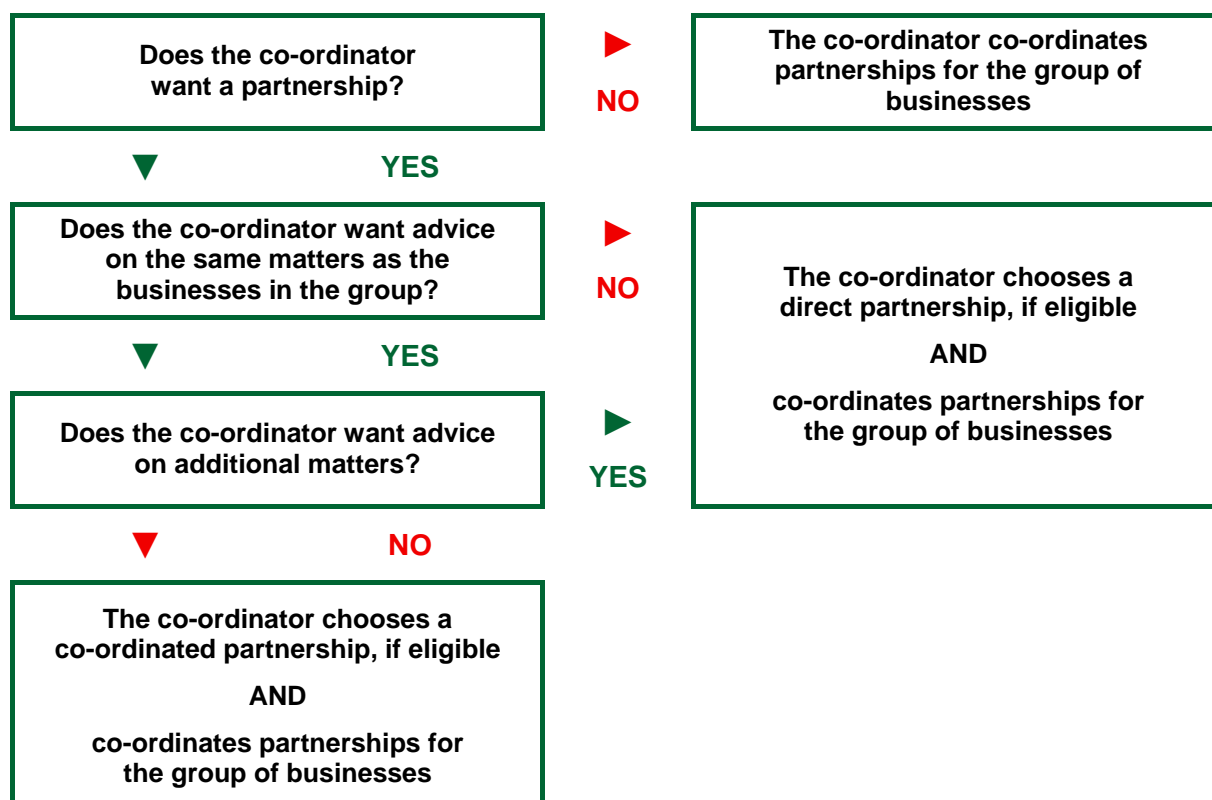 Does the co-ordinator
want a partnership?
►
NO
The co-ordinator co-ordinates
partnerships for the group of
businesses
▼ YES
Does the co-ordinator want advice
on the same matters as the
businesses in the group?
►
NO
The co-ordinator chooses a
direct partnership, if eligible
AND
co-ordinates partnerships for
the group of businesses
▼ YES
Does the co-ordinator want advice
on additional matters?
►
YES
▼ NO
The co-ordinator chooses a
co-ordinated partnership, if eligible
AND
co-ordinates partnerships for
the group of businesses